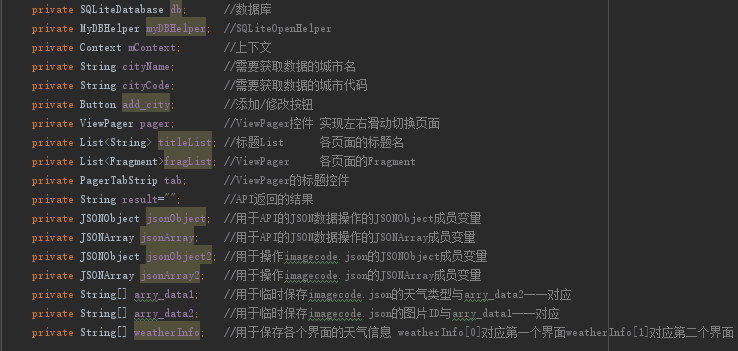 private SQLiteDatabase db; //数据库
private MyDBHelper myDBHelper; //SQLiteOpenHelper
private Context mContext; //上下文
private String cityName; //需要获取数据的城市名
private String cityCode; //需要获取数据的城市代码
private Button add_city; //添加/修改按钮
private ViewPager pager; //ViewPager控件 实现左右滑动切换页面
private List<String> titleList; //标题List 各页面的标题名
private List<Fragment>fragList; //ViewPager 各页面的Fragment
private PagerTabStrip tab; //ViewPager的标题控件
private String result=""; //API返回的结果
private JSONObject jsonObject; //用于API的JSON数据操作的JSONObject成员变量
private JSONArray jsonArray; //用于API的JSON数据操作的JSONArray成员变量
private JSONObject jsonObject2; //用于操作imagecode.json的JSONObject成员变量
private JSONArray jsonArray2; //用于操作imagecode.json的JSONArray成员变量
private String[] arry_data1; //用于临时保存imagecode.json的天气类型与arry_data2一一对应
private String[] arry_data2; //用于临时保存imagecode.json的图片ID与arry_data1一一对应
private String[] weatherInfo; //用于保存各个界面的天气信息 weatherInfo[0]对应第一个界面weatherInfo[1]对应第二个界面